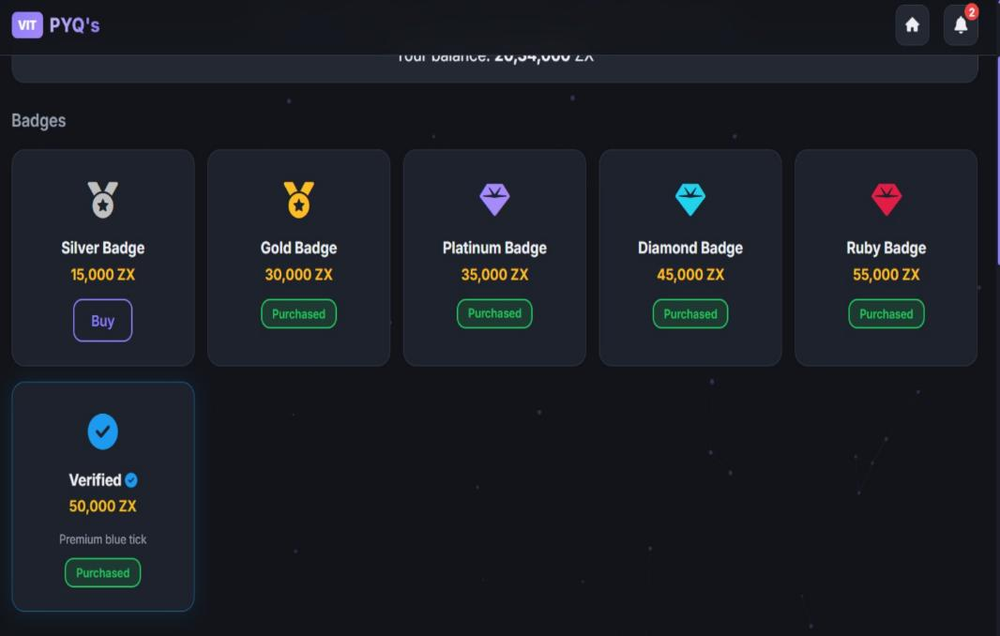 VIT PYQ's
2
Your balance: 20,34,000 ZX
Badges
Silver Badge
15,000 ZX
Buy
Gold Badge
30,000 ZX
Purchased
Platinum Badge
35,000 ZX
Purchased
Diamond Badge
45,000 ZX
Purchased
Ruby Badge
55,000 ZX
Purchased
Verified
50,000 ZX
Premium blue tick
Purchased